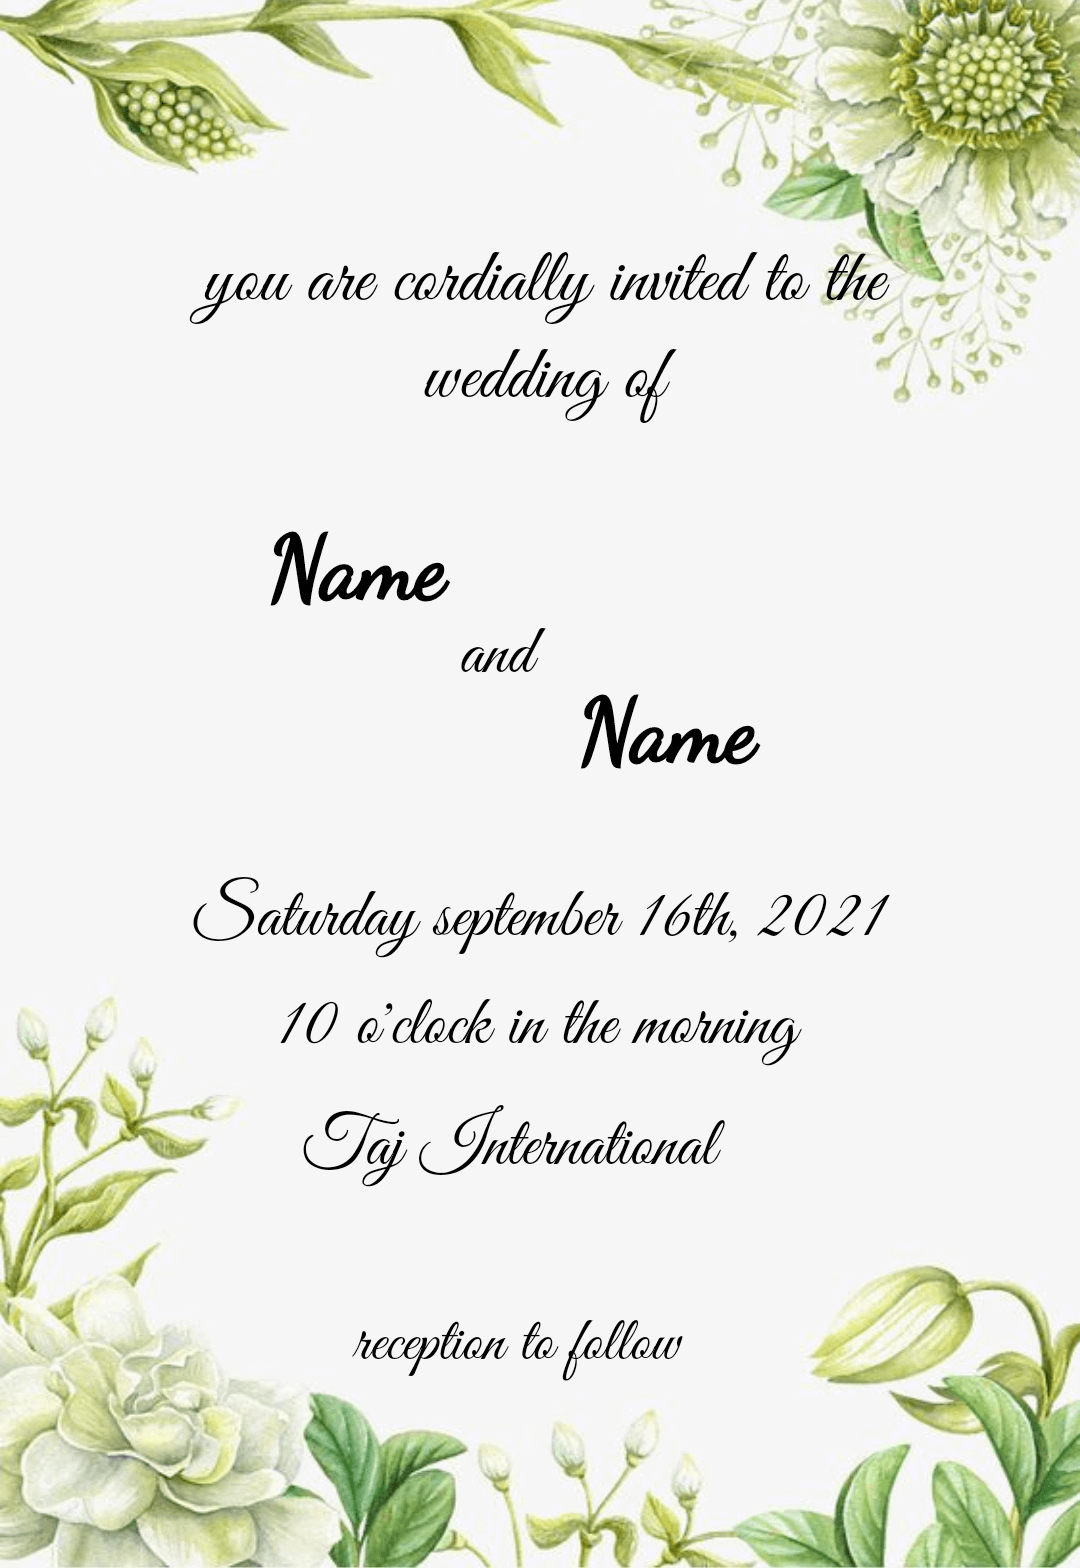 you are cordially invited to the
wedding of
Name
and
Name
Saturday september 16th, 2021
10 o'clock in the morning
Taj International
reception to follow